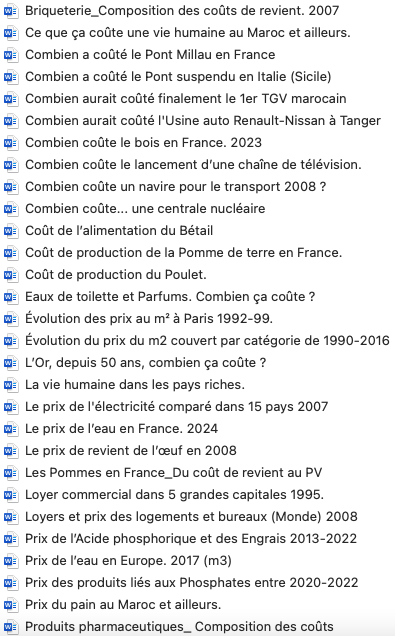 Briqueterie_Composition des coûts de revient. 2007
Ce que ça coûte une vie humaine au Maroc et ailleurs.
Combien a coûté le Pont Millau en France
Combien a coûté le Pont suspendu en Italie (Sicile)
Combien aurait coûté finalement le 1er TGV marocain
Combien aurait coûté l'Usine auto Renault-Nissan à Tanger
Combien coûte le bois en France. 2023
Combien coûte le lancement d’une chaîne de télévision.
Combien coûte un navire pour le transport 2008 ?
Combien coûte... une centrale nucléaire
Coût de l’alimentation du Bétail
Coût de production de la Pomme de terre en France.
Coût de production du Poulet.
Eaux de toilette et Parfums. Combien ça coûte ?
Évolution des prix au m² à Paris 1992-99.
Évolution du prix du m2 couvert par catégorie de 1990-2016
L’Or, depuis 50 ans, combien ça coûte ?
La vie humaine dans les pays riches.
Le prix de l'électricité comparé dans 15 pays 2007
Le prix de l’eau en France. 2024
Le prix de revient de l’œuf en 2008
Les Pommes en France_Du coût de revient au PV
Loyer commercial dans 5 grandes capitales 1995.
Loyers et prix des logements et bureaux (Monde) 2008
Prix de l’Acide phosphorique et des Engrais 2013-2022
Prix de l’eau en Europe. 2017 (m3)
Prix des produits liés aux Phosphates entre 2020-2022
Prix du pain au Maroc et ailleurs.
Produits pharmaceutiques_ Composition des coûts